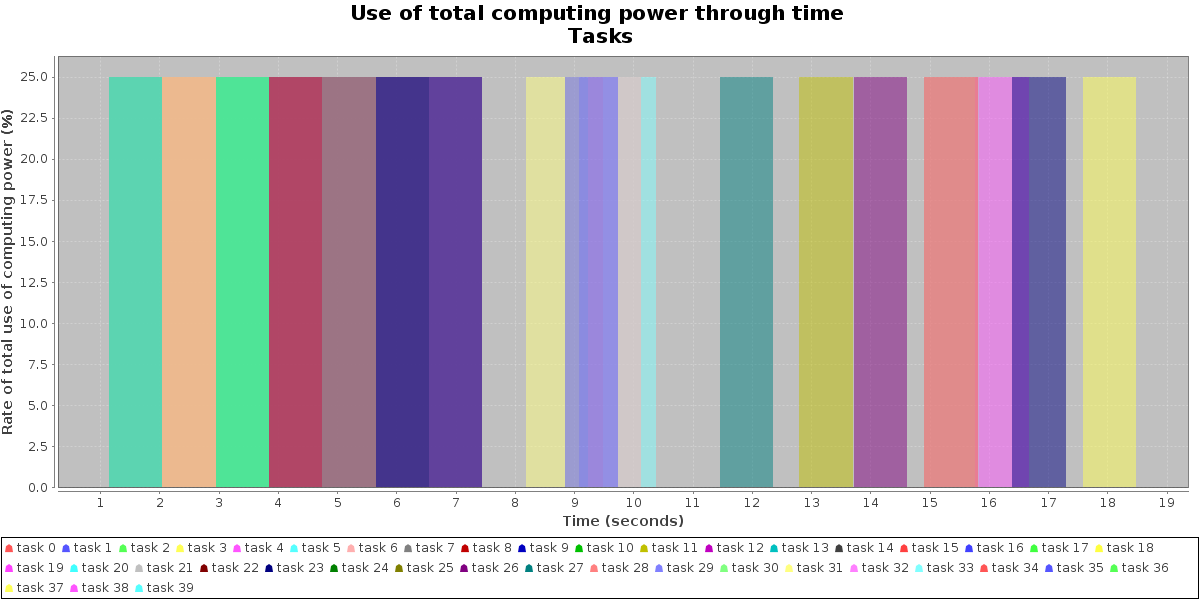 Use of total computing power through time
Tasks
Rate of total use of computing power (%)
25.0
22.5
20.0
17.5
15.0
12.5
10.0
7.5
5.0
2.5
0.0
1 2 3 4 5 6 7 8 9 10 11 12 13 14 15 16 17 18 19
Time (seconds)
task 0 task 1 task 2 task 3 task 4 task 5 task 6 task 7 task 8 task 9 task 10 task 11 task 12 task 13 task 14 task 15 task 16 task 17 task 18
task 19 task 20 task 21 task 22 task 23 task 24 task 25 task 26 task 27 task 28 task 29 task 30 task 31 task 32 task 33 task 34 task 35 task 36
task 37 task 38 task 39